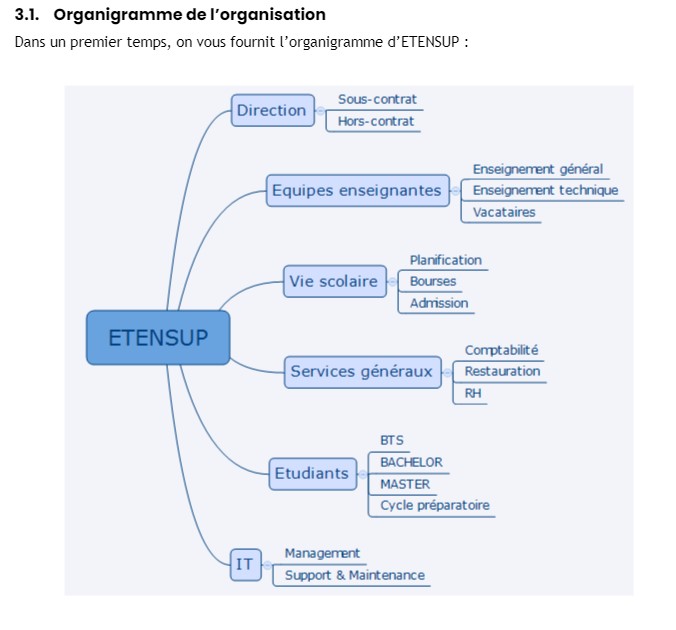 3.1. Organigramme de l'organisation
Dans un premier temps, on vous fournit l'organigramme d'ETENSUP :
Direction
Sous-contrat
Hors-contrat
Equipes enseignantes
Enseignement général
Enseignement technique
Vacataires
Vie scolaire
Planification
Bourses
Admission
ETENSUP
Services généraux
Comptabilité
Restauration
RH
Etudiants
BTS
BACHELOR
MASTER
Cycle préparatoire
IT
Management
Support & Maintenance